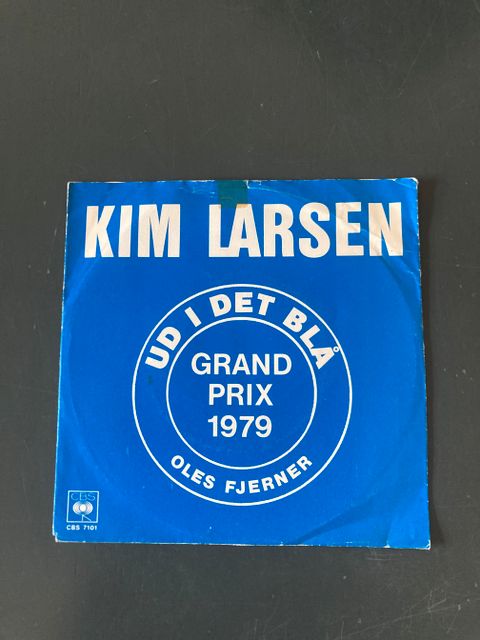 KIM LARSEN
UD I DET BLÅ
GRAND
PRIX
1979
OLES FJERNER
CBS
CBS 7101